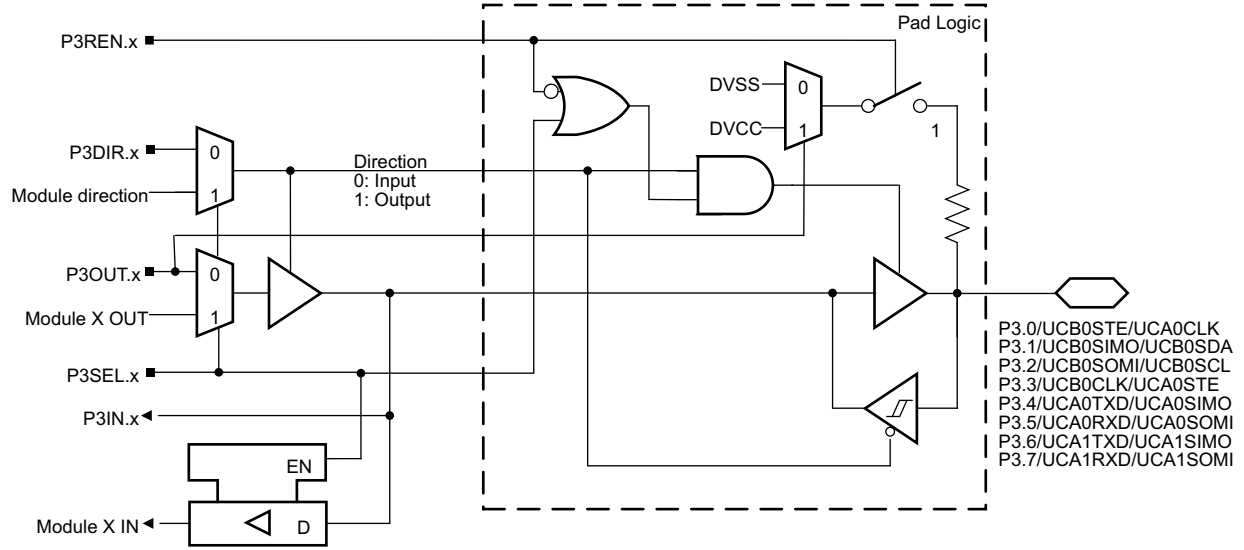 Pad Logic
P3REN.x
DVSS
0
DVCC
1
1
P3DIR.x
0
Module direction
1
Direction
0: Input
1: Output
P3OUT.x
0
Module X OUT
1
P3SEL.x
P3IN.x
EN
Module X IN
D
P3.0/UCB0STE/UCA0CLK
P3.1/UCB0SIMO/UCB0SDA
P3.2/UCB0SOMI/UCB0SCL
P3.3/UCB0CLK/UCA0STE
P3.4/UCA0TXD/UCA0SIMO
P3.5/UCA0RXD/UCA0SOMI
P3.6/UCA1TXD/UCA1SIMO
P3.7/UCA1RXD/UCA1SOMI